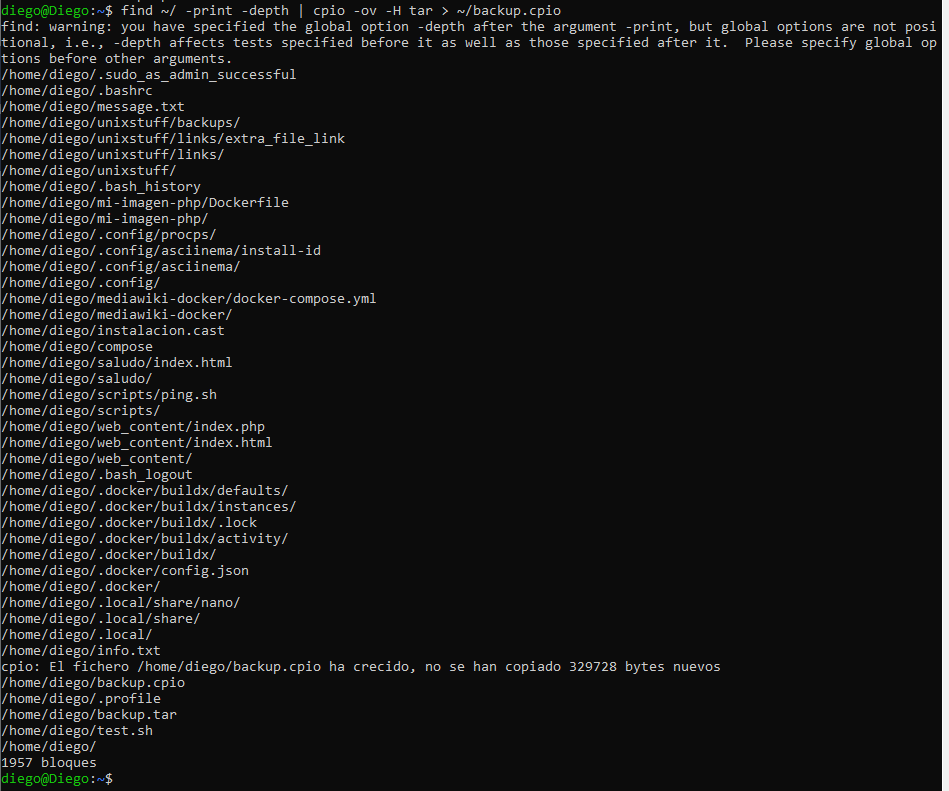 diego@Diego:~$ find ~/ -print -depth | cpio -ov -H tar > ~/backup.cpio
find: warning: you have specified the global option -depth after the argument -print, but global options are not posi
tional, i.e., -depth affects tests specified before it as well as those specified after it.  Please specify global op
tions before other arguments.
/home/diego/.sudo_as_admin_successful
/home/diego/.bashrc
/home/diego/message.txt
/home/diego/unixstuff/backups/
/home/diego/unixstuff/links/extra_file_link
/home/diego/unixstuff/links/
/home/diego/unixstuff/
/home/diego/.bash_history
/home/diego/mi-imagen-php/Dockerfile
/home/diego/mi-imagen-php/
/home/diego/.config/procps/
/home/diego/.config/asciinema/install-id
/home/diego/.config/asciinema/
/home/diego/.config/
/home/diego/mediawiki-docker/docker-compose.yml
/home/diego/mediawiki-docker/
/home/diego/instalacion.cast
/home/diego/compose
/home/diego/saludo/index.html
/home/diego/saludo/
/home/diego/scripts/ping.sh
/home/diego/scripts/
/home/diego/web_content/index.php
/home/diego/web_content/index.html
/home/diego/web_content/
/home/diego/.bash_logout
/home/diego/.docker/buildx/defaults/
/home/diego/.docker/buildx/instances/
/home/diego/.docker/buildx/.lock
/home/diego/.docker/buildx/activity/
/home/diego/.docker/buildx/
/home/diego/.docker/config.json
/home/diego/.docker/
/home/diego/.local/share/nano/
/home/diego/.local/share/
/home/diego/.local/
/home/diego/info.txt
cpio: El fichero /home/diego/backup.cpio ha crecido, no se han copiado 329728 bytes nuevos
/home/diego/backup.cpio
/home/diego/.profile
/home/diego/backup.tar
/home/diego/test.sh
/home/diego/
1957 bloques
diego@Diego:~$